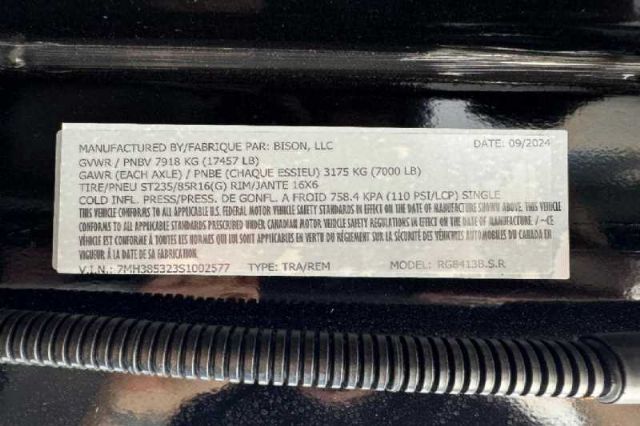 MANUFACTURED BY/FABRIQUE PAR: BISON, LLC DATE: 09/2024
GVWR / PNBV 7918 KG (17457 LB)
GAWR (EACH AXLE) / PNBE (CHAQUE ESSIEU) 3175 KG (7000 LB)
TIRE/PNEU ST235/85R16(G) RIM/JANTE 16X6
COLD INFL. PRESS/PRESS. DE GONFL. A FROID 758.4 KPA (110 PSI/LCP) SINGLE
THIS VEHICLE CONFORMS TO ALL APPLICABLE U.S. FEDERAL MOTOR VEHICLE SAFETY STANDARDS IN EFFECT ON THE DATE OF MANUFACTURE SHOWN ABOVE. THIS VEHICLE
CONFORMS TO ALL APPLICABLE STANDARDS PRESCRIBED UNDER CANADIAN MOTOR VEHICLE SAFETY REGULATIONS IN EFFECT ON THE DATE OF MANUFACTURE. / -CE
VÉHICULE EST CONFORME À TOUTES LES NORMES QUI LUI SONT APPLICABLES EN VERTU DU RÈGLEMENT SUR LA SÉCURITÉ DES VÉHICULES AUTOMOBILES DU CANADA EN
VIGUEUR À LA DATE DE SA FABRICATION.
V.I.N.: 7MH385323S1002577 TYPE: TRA/REM MODEL: RG8413B.S.R